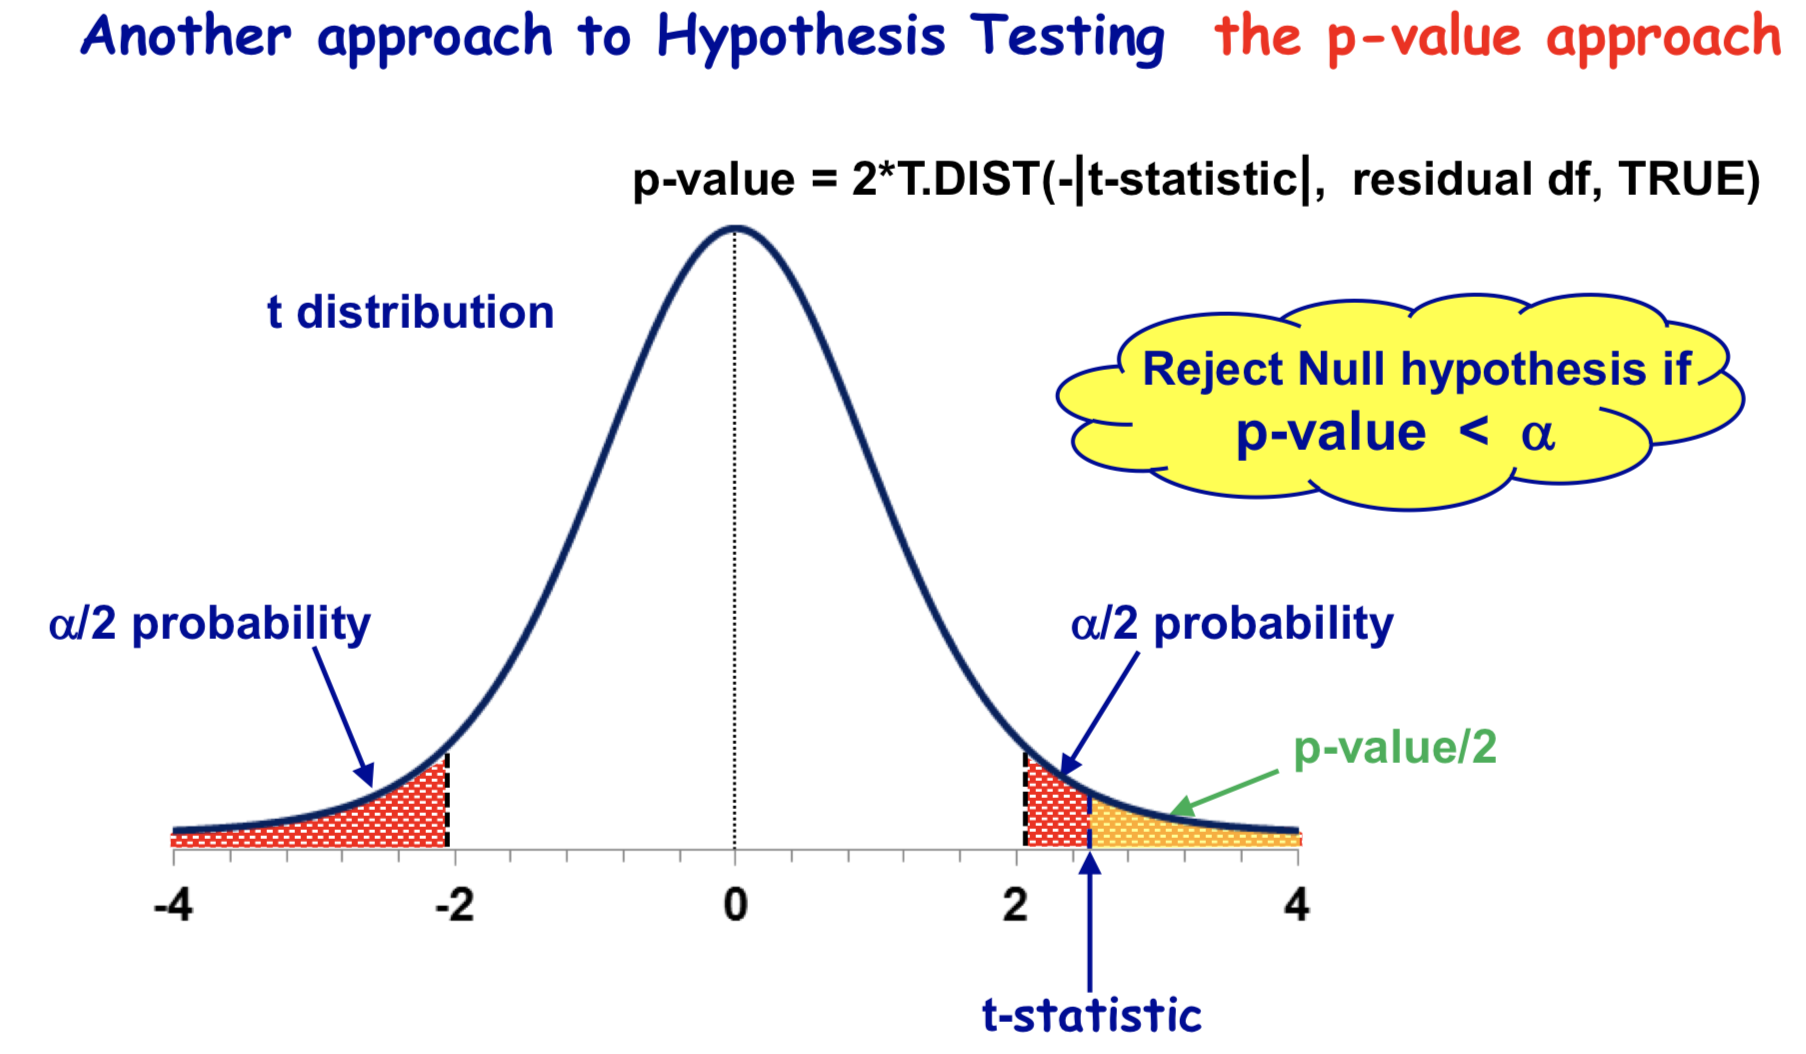 Another approach to Hypothesis Testing the p-value approach
p-value = 2*T.DIST(-|t-statistic|, residual df, TRUE)
t distribution
Reject Null hypothesis if
p-value < α
α/2 probability
α/2 probability
p-value/2
-4 -2 0 2 4
t-statistic